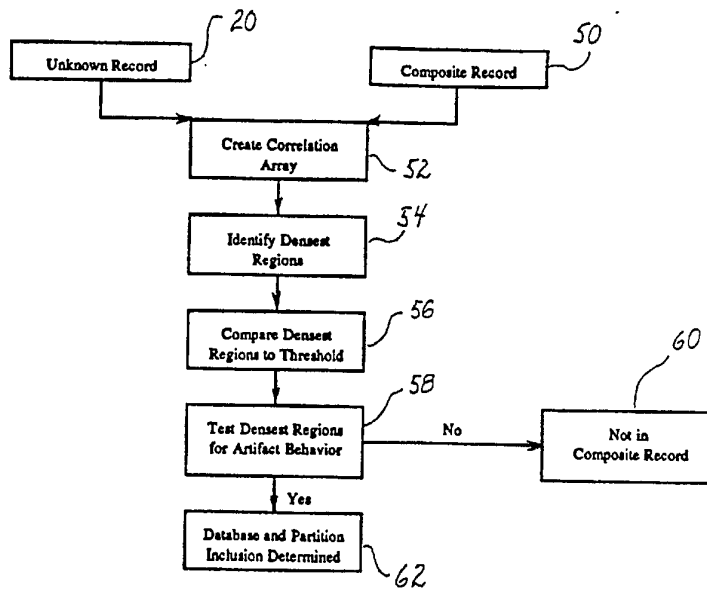 20
50
Unknown Record
Composite Record
Create Correlation
Array
52
Identify Densest
Regions
54
Compare Densest
Regions to Threshold
56
58
60
Test Densest Regions
for Artifact Behavior
No
Not in
Composite Record
Yes
Database and Partition
Inclusion Determined
62